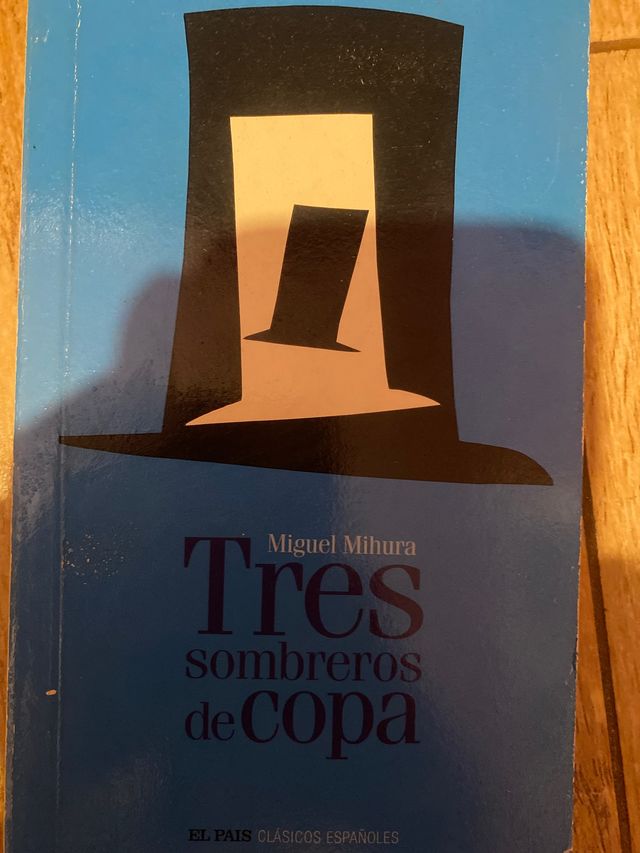 Miguel Mihura
Tres
sombreros
de copa
EL PAIS CLÁSICOS ESPAÑOLES